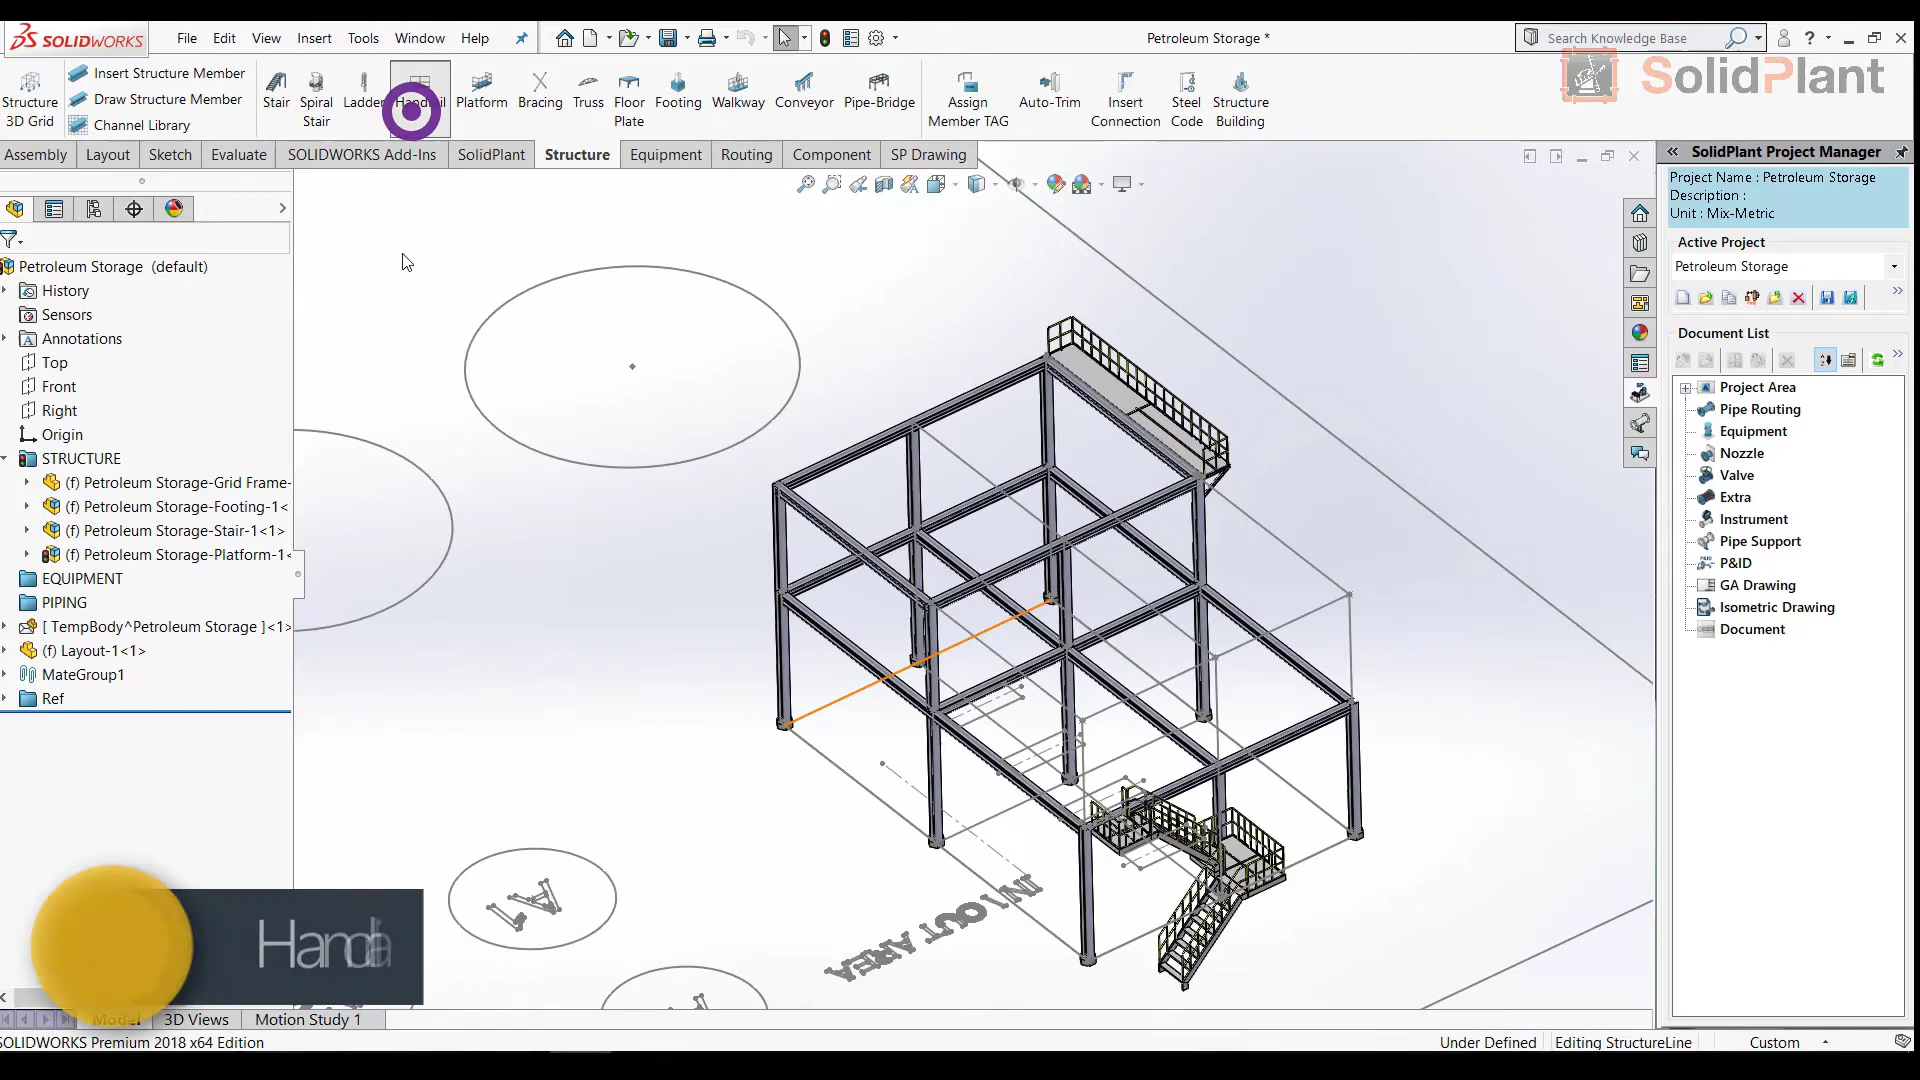 SOLIDWORKS
File Edit View Insert Tools Window Help
Petroleum Storage *
Search Knowledge Base
SolidPlant
Structure 3D Grid
Insert Structure Member
Draw Structure Member
Channel Library
Stair
Spiral Stair
Ladder
Platform
Bracing
Truss
Floor Plate
Footing
Walkway
Conveyor
Pipe-Bridge
Assign Member TAG
Auto-Trim
Insert Connection
Steel Code
Structure Building
Assembly Layout Sketch Evaluate SOLIDWORKS Add-Ins SolidPlant Structure Equipment Routing Component SP Drawing
Petroleum Storage (default)
History
Sensors
Annotations
Top
Front
Right
Origin
STRUCTURE
(f) Petroleum Storage-Grid Frame-
(f) Petroleum Storage-Footing-1<
(f) Petroleum Storage-Stair-1<1>
(f) Petroleum Storage-Platform-1<
EQUIPMENT
PIPING
[ TempBody^Petroleum Storage ]<1>
(f) Layout-1<1>
MateGroup1
Ref
IN / OUT AREA
SolidPlant Project Manager
Project Name : Petroleum Storage
Description :
Unit : Mix-Metric
Active Project
Petroleum Storage
Document List
Project Area
Pipe Routing
Equipment
Nozzle
Valve
Extra
Instrument
Pipe Support
P&ID
GA Drawing
Isometric Drawing
Document
Model 3D Views Motion Study 1
SOLIDWORKS Premium 2018 x64 Edition
Under Defined
Editing StructureLine
Custom